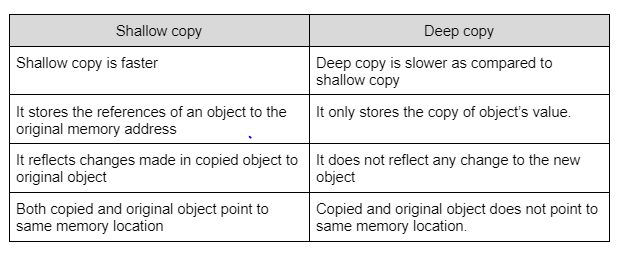 Shallow copy
Deep copy
Shallow copy is faster
Deep copy is slower as compared to
shallow copy
It stores the references of an object to the
original memory address
It only stores the copy of object's value.
It reflects changes made in copied object to
original object
It does not reflect any change to the new
object
Both copied and original object point to
same memory location
Copied and original object does not point to
same memory location.